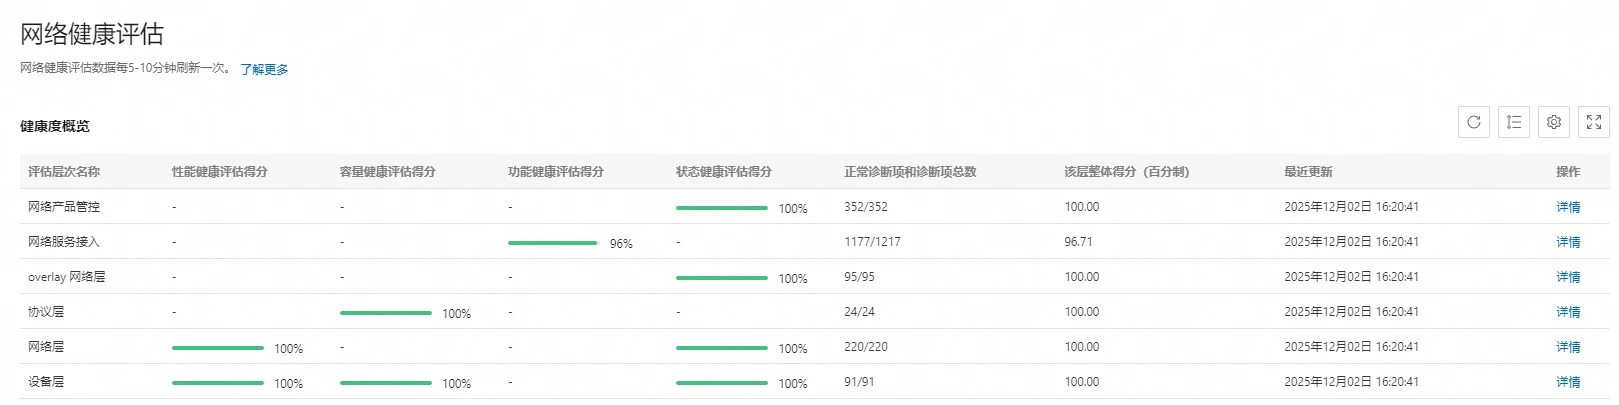 网络健康评估
网络健康评估数据每5-10分钟刷新一次。 了解更多
健康度概览
评估层次名称 性能健康评估得分 容量健康评估得分 功能健康评估得分 状态健康评估得分 正常诊断项和诊断项总数 该层整体得分（百分制） 最近更新 操作
网络产品管控 - - - 100% 352/352 100.00 2025年12月02日 16:20:41 详情
网络服务接入 - - 96% - 1177/1217 96.71 2025年12月02日 16:20:41 详情
overlay 网络层 - - - 100% 95/95 100.00 2025年12月02日 16:20:41 详情
协议层 - 100% - - 24/24 100.00 2025年12月02日 16:20:41 详情
网络层 100% - - 100% 220/220 100.00 2025年12月02日 16:20:41 详情
设备层 100% 100% - 100% 91/91 100.00 2025年12月02日 16:20:41 详情